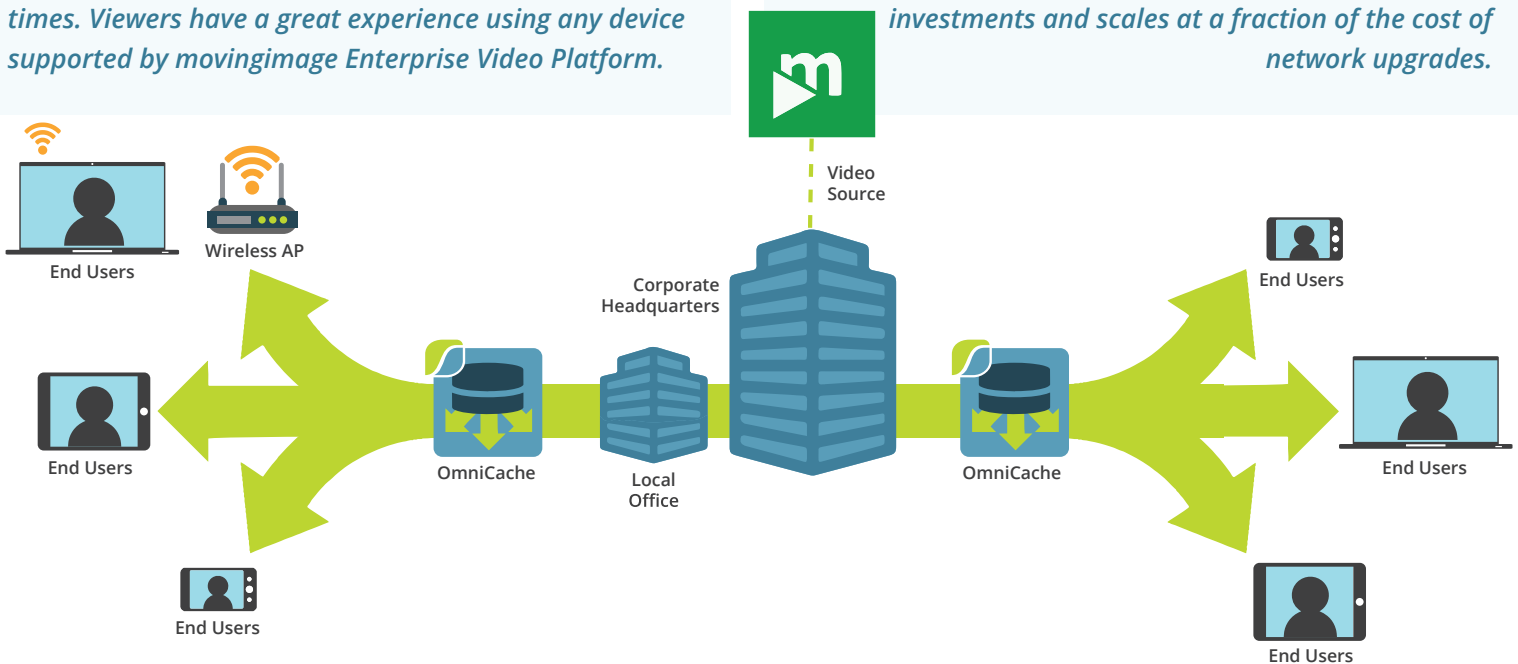 times. Viewers have a great experience using any device
supported by movingimage Enterprise Video Platform.
investments and scales at a fraction of the cost of
network upgrades.
m
Video
Source
Wireless AP
End Users
Corporate
Headquarters
End Users
End Users
OmniCache
Local
Office
OmniCache
End Users
End Users
End Users